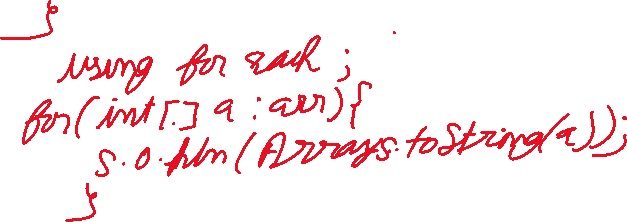 }
using for each ;
for(int[.] a : arr){
S.O.pln(Arrays.toString(a));
}